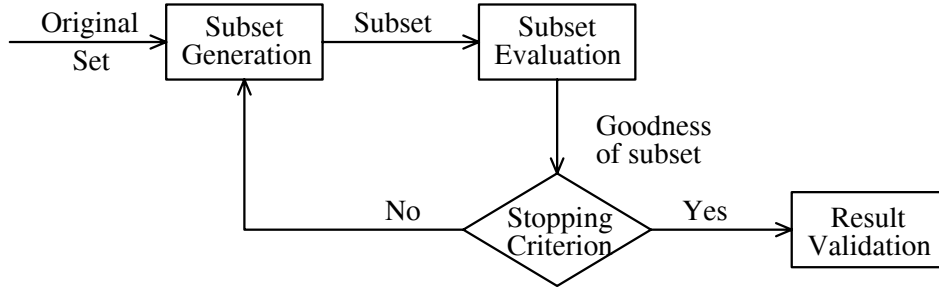 Original
Set
Subset
Generation
Subset
Subset
Evaluation
Goodness
of subset
No
Stopping
Criterion
Yes
Result
Validation